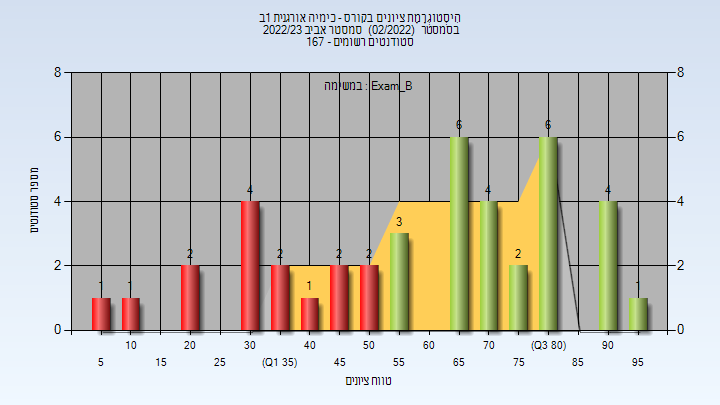 היסטוגרמת ציונים בקורס - כימיה אורגנית 1ב
בסמסטר (02/2022) סמסטר אביב 2022/23
סטודנטים רשומים - 167
במשימה : Exam_B
מספר סטודנטים
8 8
6 6
4 4
2 2
0 0
1 1 2 4 2 1 2 2 3 6 4 2 6 4 1
10 20 30 40 50 60 70 (Q3 80) 90
5 15 25 (Q1 35) 45 55 65 75 85 95
טווח ציונים